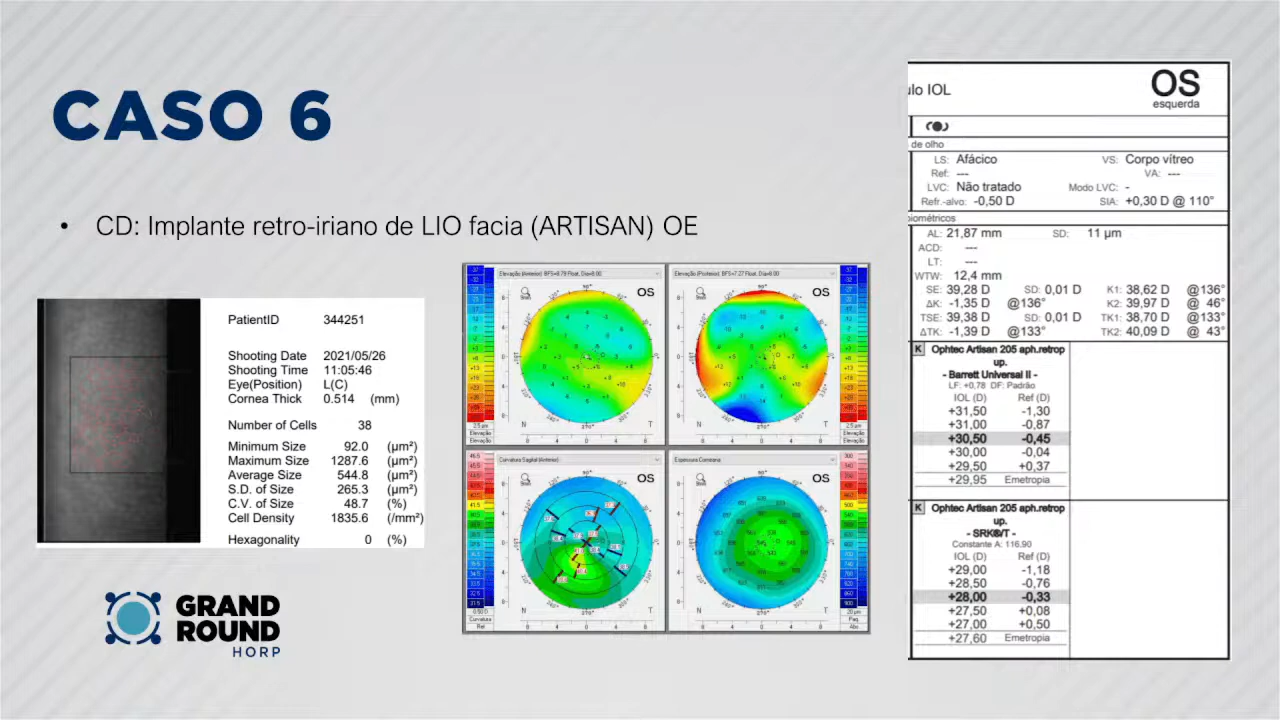 CASO 6
• CD: Implante retro-iriano de LIO facia (ARTISAN) OE
PatientID 344251
Shooting Date 2021/05/26
Shooting Time 11:05:46
Eye(Position) L(C)
Cornea Thick 0.514 (mm)
Number of Cells 38
Minimum Size 92.0 (µm²)
Maximum Size 1287.6 (µm²)
Average Size 544.8 (µm²)
S.D. of Size 265.3 (µm²)
C.V. of Size 48.7 (%)
Cell Density 1835.6 (/mm²)
Hexagonality 0 (%)
GRAND
ROUND
HORP
Elevação (Anterior) BFS=8.79 Float, Dia=8.00
OS
N T
Elevação (Posterior) BFS=7.27 Float, Dia=8.00
OS
N T
Curvatura Sagital (Anterior)
OS
N T
Espessura Corneana
OS
N T
ulo IOL
OS
esquerda
de olho
LS: Afácico VS: Corpo vítreo
Ref: --- VA: ---
LVC: Não tratado Modo LVC: -
Refr.-alvo: -0,50 D SIA: +0,30 D @ 110°
biométricos
AL: 21,87 mm SD: 11 µm
ACD: ---
LT: ---
WTW: 12,4 mm
SE: 39,28 D SD: 0,01 D K1: 38,62 D @136°
ΔK: -1,35 D @136° K2: 39,97 D @ 46°
TSE: 39,38 D SD: 0,01 D TK1: 38,70 D @133°
ΔTK: -1,39 D @133° TK2: 40,09 D @ 43°
K Ophtec Artisan 205 aph.retrop
up.
- Barrett Universal II -
LF: +0,78 DF: Padrão
IOL (D) Ref (D)
+31,50 -1,30
+31,00 -0,87
+30,50 -0,45
+30,00 -0,04
+29,50 +0,37
+29,95 Emetropia
K Ophtec Artisan 205 aph.retrop
up.
- SRK®/T -
Constante A: 116.90
IOL (D) Ref (D)
+29,00 -1,18
+28,50 -0,76
+28,00 -0,33
+27,50 +0,08
+27,00 +0,50
+27,60 Emetropia